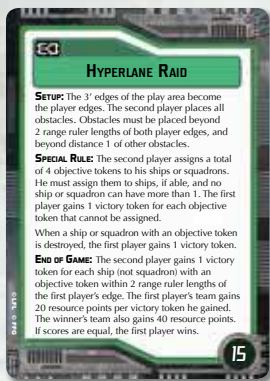 HYPERLANE RAID
SETUP: The 3' edges of the play area become
the player edges. The second player places all
obstacles. Obstacles must be placed beyond
2 range ruler lengths of both player edges, and
beyond distance 1 of other obstacles.
SPECIAL RULE: The second player assigns a total
of 4 objective tokens to his ships or squadrons.
He must assign them to ships, if able, and no
ship or squadron can have more than 1. The first
player gains 1 victory token for each objective
token that cannot be assigned.
When a ship or squadron with an objective token
is destroyed, the first player gains 1 victory token.
END OF GAME: The second player gains 1 victory
token for each ship (not squadron) with an
objective token within 2 range ruler lengths of
the first player's edge. The first player's team gains
20 resource points per victory token he gained.
The winner's team also gains 40 resource points.
If scores are equal, the first player wins.
© LFL © FFG
15